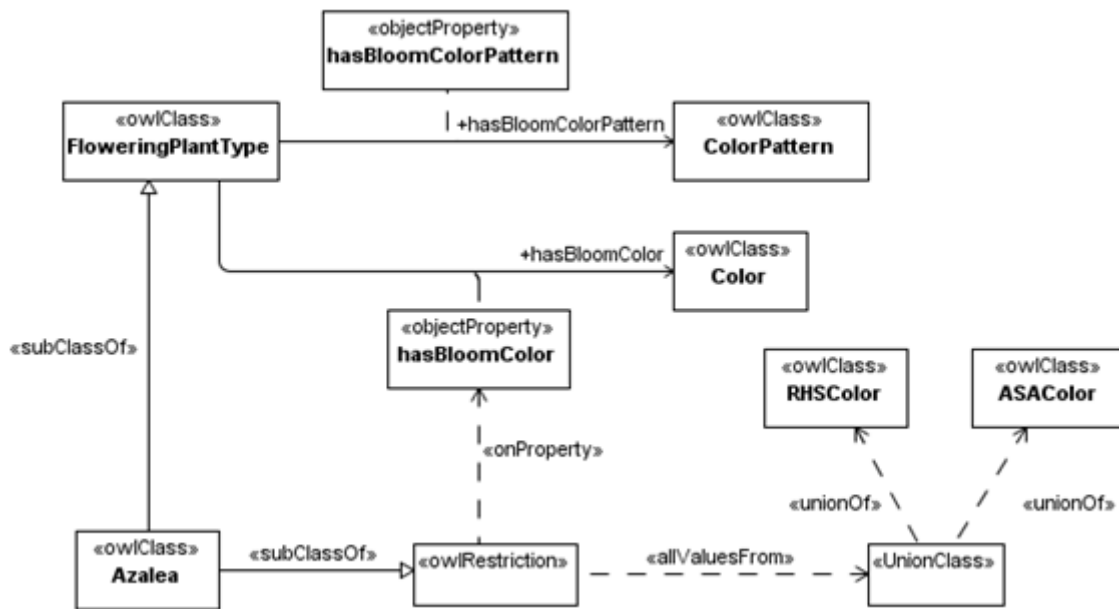 «objectProperty»
hasBloomColorPattern
«owlClass»
FloweringPlantType
+hasBloomColorPattern
«owlClass»
ColorPattern
+hasBloomColor
«owlClass»
Color
«objectProperty»
hasBloomColor
«subClassOf»
«owlClass»
RHSColor
«owlClass»
ASAColor
«onProperty»
«unionOf»
«unionOf»
«owlClass»
Azalea
«subClassOf»
«owlRestriction»
«allValuesFrom»
«UnionClass»